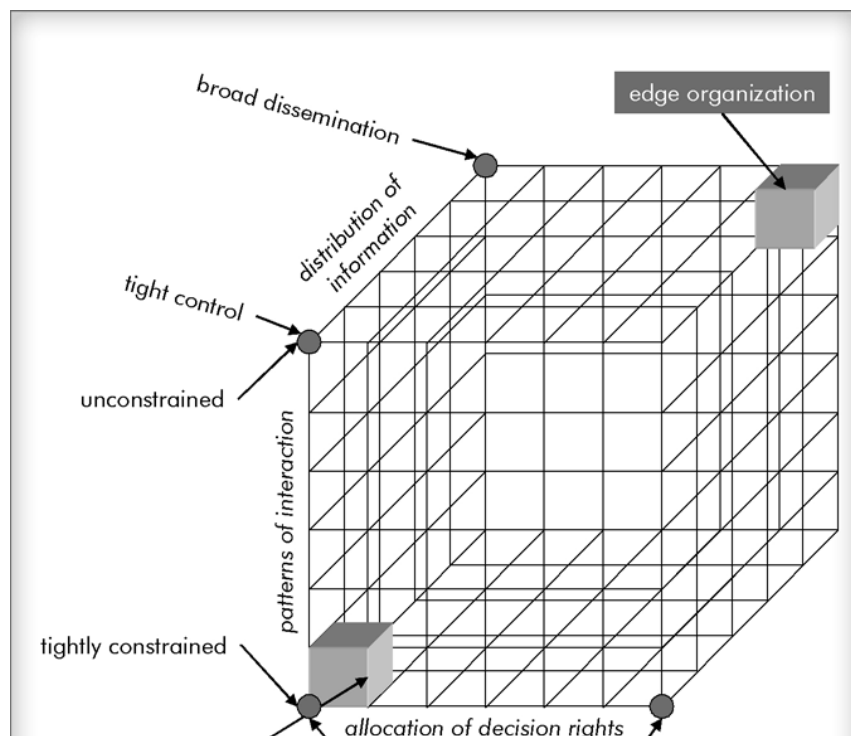 broad dissemination
edge organization
distribution of
information
tight control
unconstrained
patterns of interaction
tightly constrained
allocation of decision rights